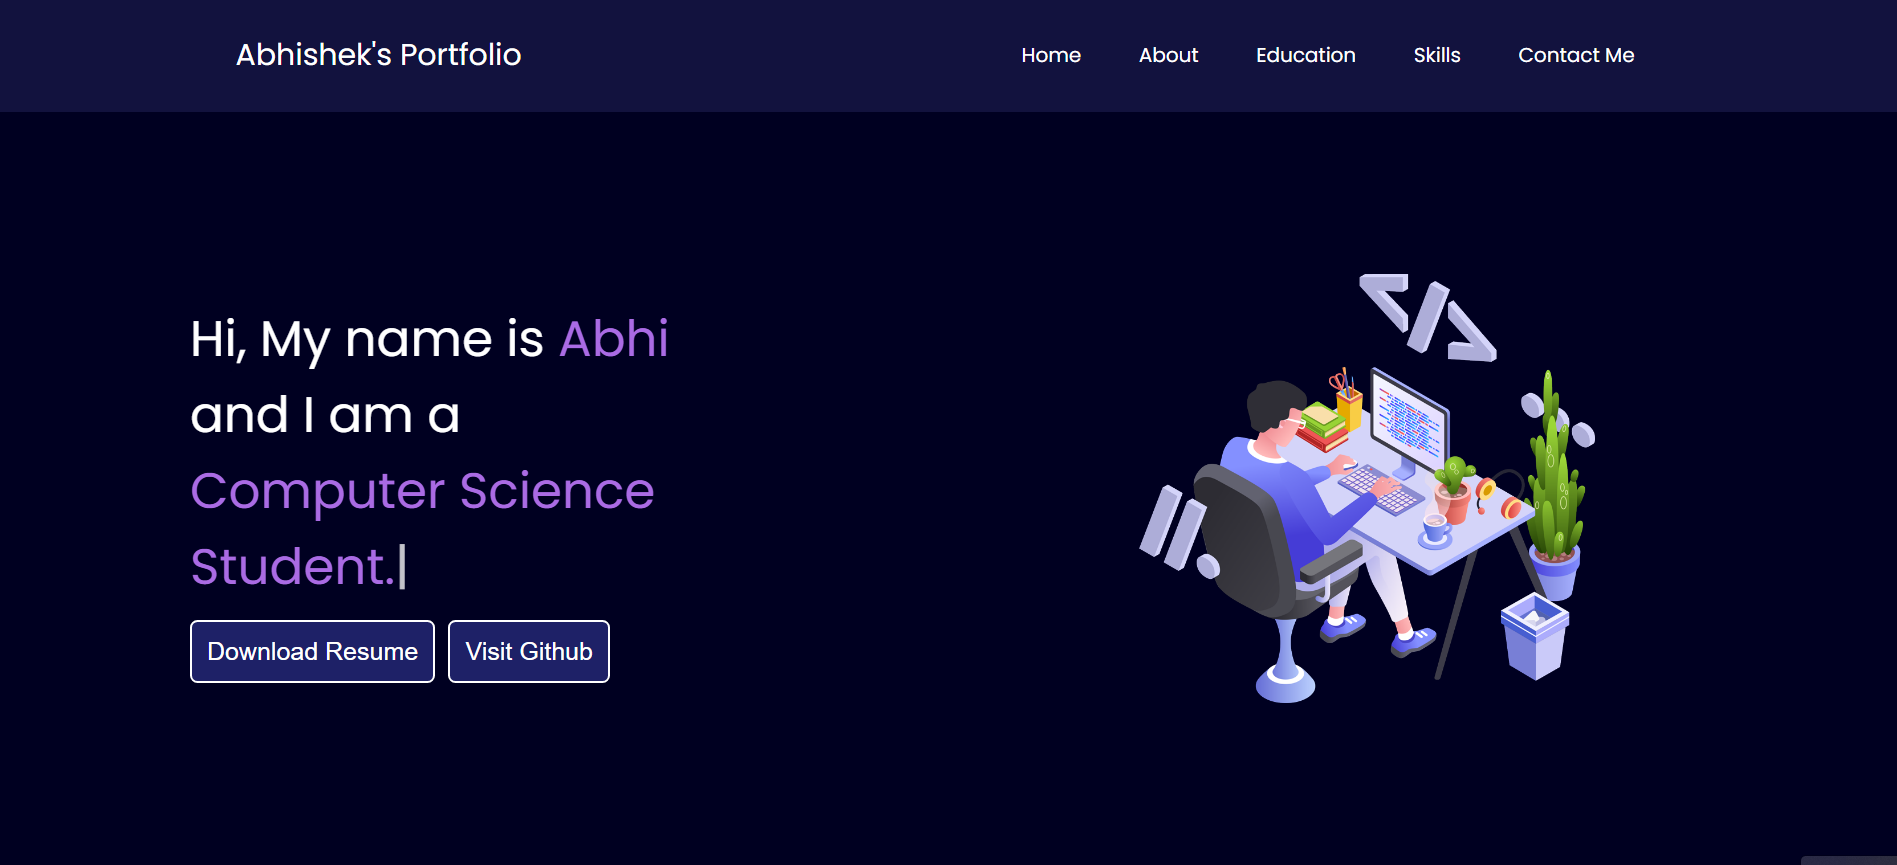 Abhishek's Portfolio
Home
About
Education
Skills
Contact Me
Hi, My name is Abhi
and I am a
Computer Science
Student.
Download Resume
Visit Github